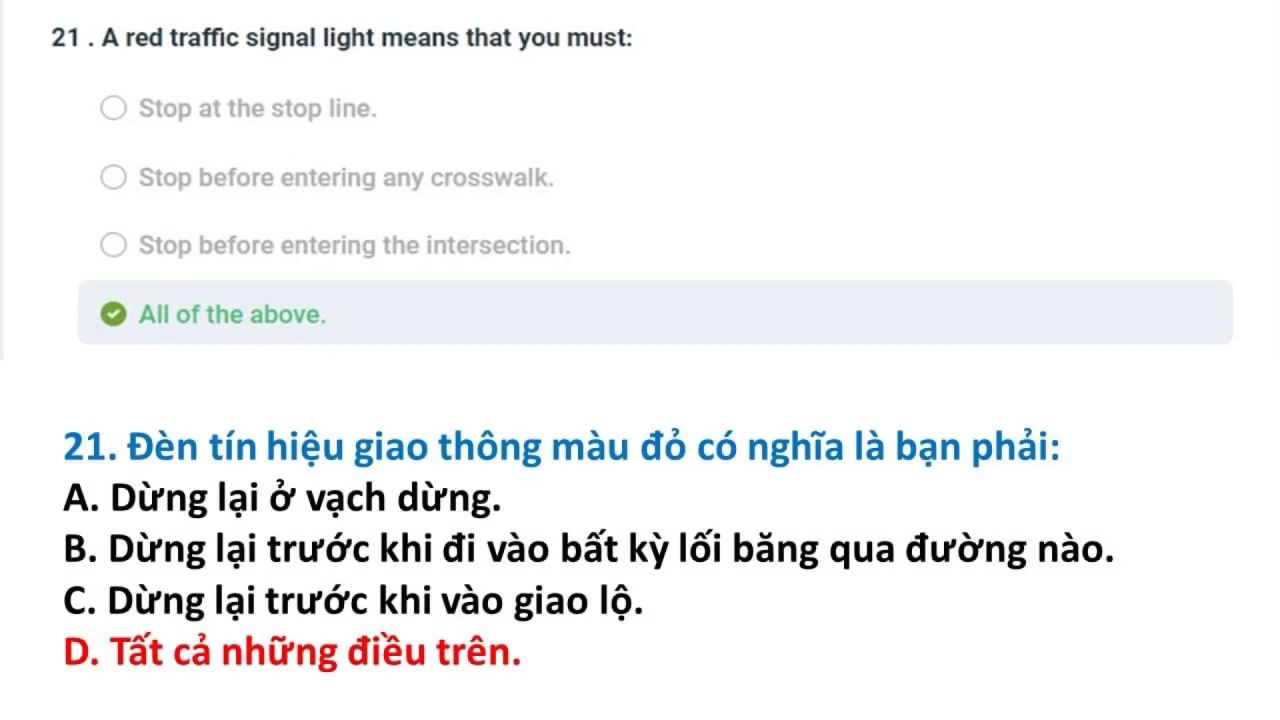 21 . A red traffic signal light means that you must:
Stop at the stop line.
Stop before entering any crosswalk.
Stop before entering the intersection.
All of the above.
21. Đèn tín hiệu giao thông màu đỏ có nghĩa là bạn phải:
A. Dừng lại ở vạch dừng.
B. Dừng lại trước khi đi vào bất kỳ lối băng qua đường nào.
C. Dừng lại trước khi vào giao lộ.
D. Tất cả những điều trên.